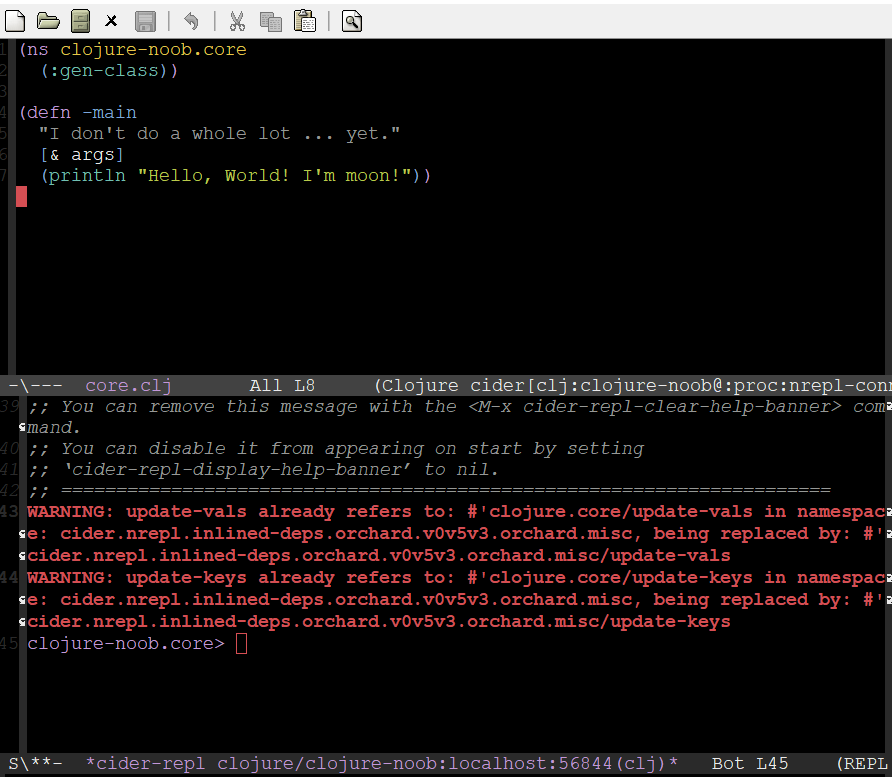 1 (ns clojure-noob.core
2   (:gen-class))
3
4 (defn -main
5   "I don't do a whole lot ... yet."
6   [& args]
7   (println "Hello, World! I'm moon!"))
-\---  core.clj       All L8     (Clojure cider[clj:clojure-noob@:proc:nrepl-conn
39 ;; You can remove this message with the <M-x cider-repl-clear-help-banner> com
mand.
40 ;; You can disable it from appearing on start by setting
41 ;; ‘cider-repl-display-help-banner’ to nil.
42 ;; ======================================================================
43 WARNING: update-vals already refers to: #'clojure.core/update-vals in namespac
e: cider.nrepl.inlined-deps.orchard.v0v5v3.orchard.misc, being replaced by: #'
cider.nrepl.inlined-deps.orchard.v0v5v3.orchard.misc/update-vals
44 WARNING: update-keys already refers to: #'clojure.core/update-keys in namespac
e: cider.nrepl.inlined-deps.orchard.v0v5v3.orchard.misc, being replaced by: #'
cider.nrepl.inlined-deps.orchard.v0v5v3.orchard.misc/update-keys
45 clojure-noob.core>
S\**-  *cider-repl clojure/clojure-noob:localhost:56844(clj)*   Bot L45    (REPL